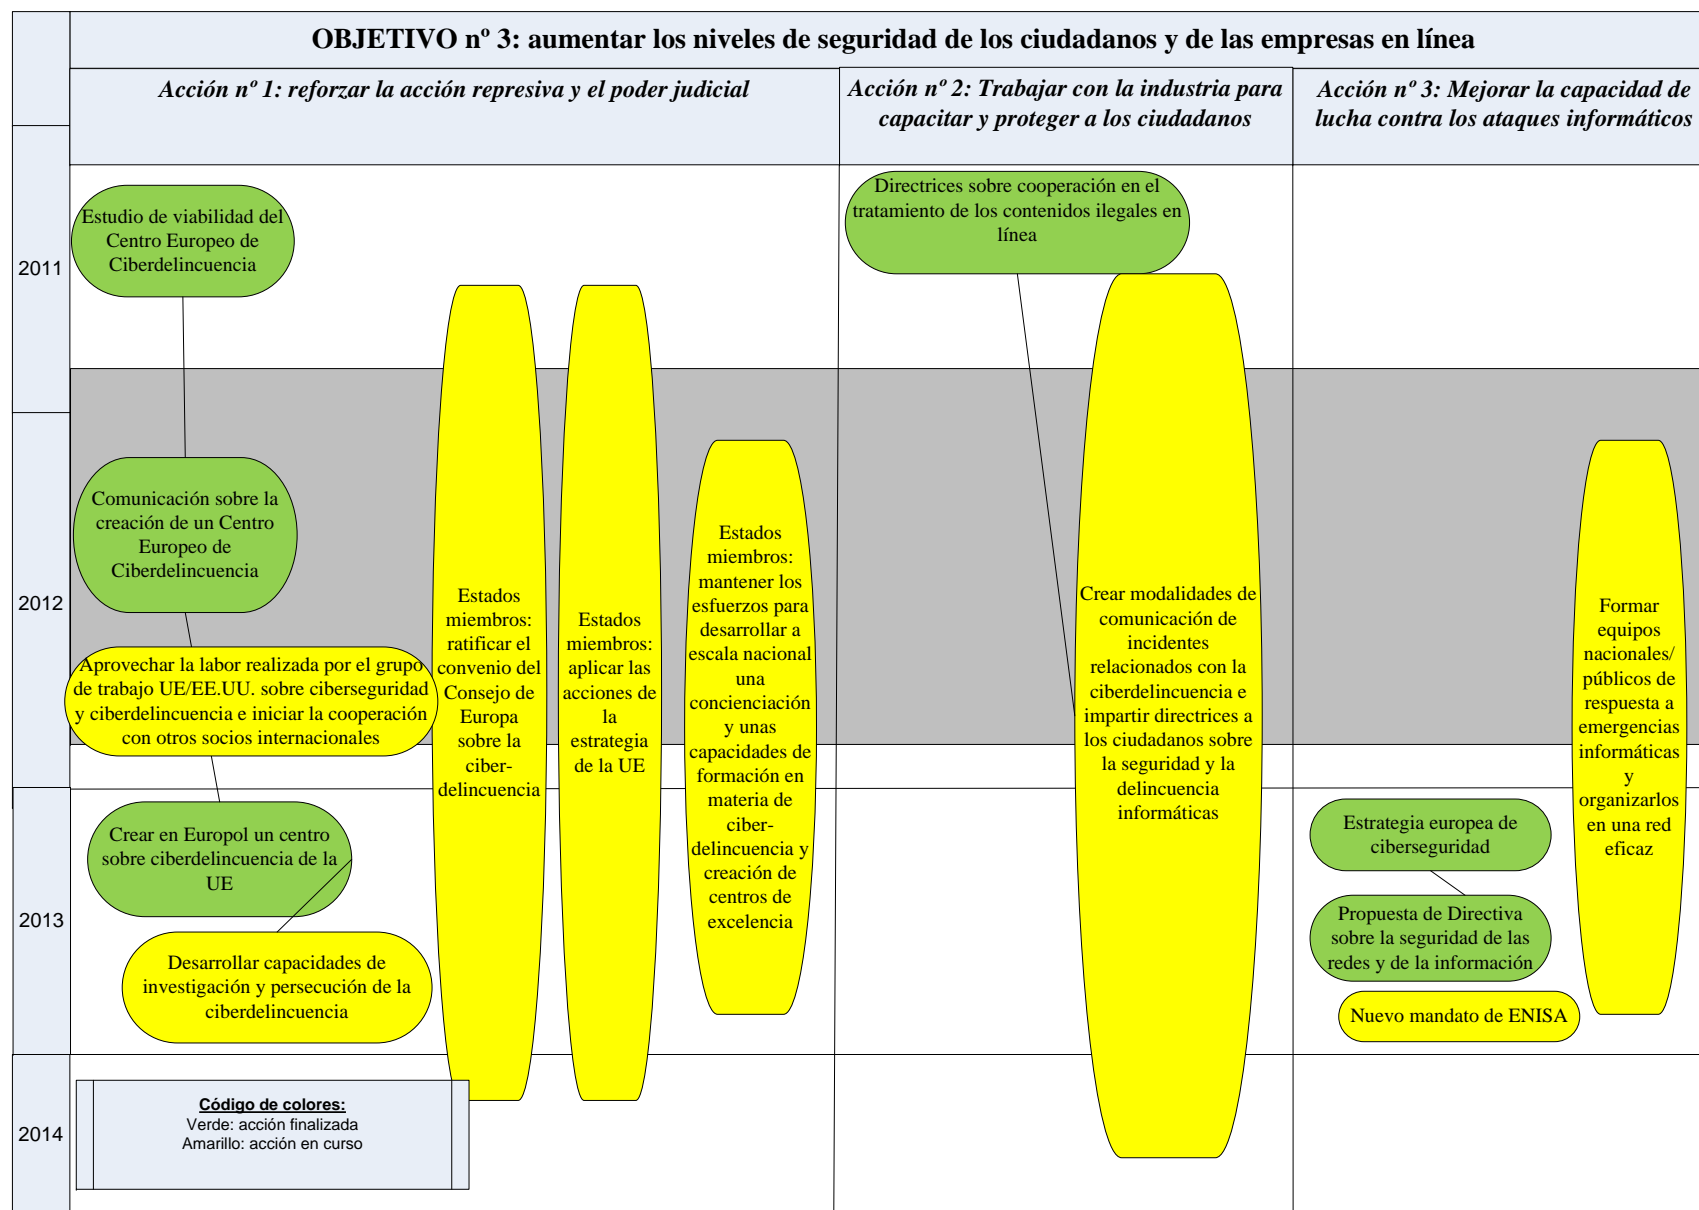 OBJETIVO nº 3: aumentar los niveles de seguridad de los ciudadanos y de las empresas en línea
Acción nº 1: reforzar la acción represiva y el poder judicial
Acción nº 2: Trabajar con la industria para
capacitar y proteger a los ciudadanos
Acción nº 3: Mejorar la capacidad de
lucha contra los ataques informáticos
2011
Estudio de viabilidad del
Centro Europeo de
Ciberdelincuencia
Directrices sobre cooperación en el
tratamiento de los contenidos ilegales en
línea
2012
Comunicación sobre la
creación de un Centro
Europeo de
Ciberdelincuencia
Aprovechar la labor realizada por el grupo
de trabajo UE/EE.UU. sobre ciberseguridad
y ciberdelincuencia e iniciar la cooperación
con otros socios internacionales
Estados
miembros:
ratificar el
convenio del
Consejo de
Europa
sobre la
ciber-
delincuencia
Estados
miembros:
aplicar las
acciones de
la
estrategia
de la UE
Estados
miembros:
mantener los
esfuerzos para
desarrollar a
escala nacional
una
concienciación
y unas
capacidades de
formación en
materia de
ciber-
delincuencia y
creación de
centros de
excelencia
Crear modalidades de
comunicación de
incidentes
relacionados con la
ciberdelincuencia e
impartir directrices a
los ciudadanos sobre
la seguridad y la
delincuencia
informáticas
Formar
equipos
nacionales/
públicos de
respuesta a
emergencias
informáticas
y
organizarlos
en una red
eficaz
2013
Crear en Europol un centro
sobre ciberdelincuencia de la
UE
Desarrollar capacidades de
investigación y persecución de la
ciberdelincuencia
Estrategia europea de
ciberseguridad
Propuesta de Directiva
sobre la seguridad de las
redes y de la información
Nuevo mandato de ENISA
2014
Código de colores:
Verde: acción finalizada
Amarillo: acción en curso